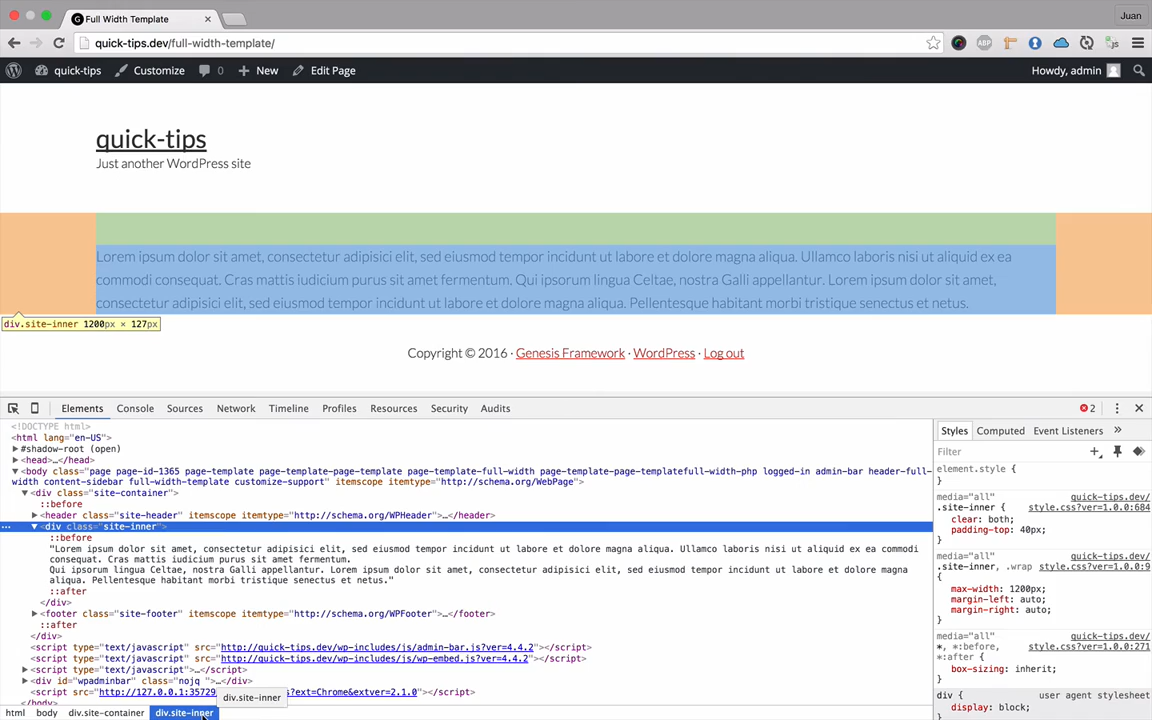 Full Width Template
Juan
quick-tips.dev/full-width-template/
quick-tips
Customize
0
New
Edit Page
Howdy, admin
quick-tips
Just another WordPress site
Lorem ipsum dolor sit amet, consectetur adipisici elit, sed eiusmod tempor incidunt ut labore et dolore magna aliqua. Ullamco laboris nisi ut aliquid ex ea
commodi consequat. Cras mattis iudicium purus sit amet fermentum. Qui ipsorum lingua Celtae, nostra Galli appellantur. Lorem ipsum dolor sit amet,
consectetur adipisici elit, sed eiusmod tempor incidunt ut labore et dolore magna aliqua. Pellentesque habitant morbi tristique senectus et netus.
div.site-inner 1200px × 127px
Copyright © 2016 · Genesis Framework · WordPress · Log out
Elements Console Sources Network Timeline Profiles Resources Security Audits
2
<!DOCTYPE html>
<html lang="en-US">
#shadow-root (open)
<head>…</head>
<body class="page page-id-1365 page-template page-template-page-template page-template-full-width page-template-page-templatefull-width-php logged-in admin-bar header-full-
width content-sidebar full-width-template customize-support" itemscope itemtype="http://schema.org/WebPage">
<div class="site-container">
::before
<header class="site-header" itemscope itemtype="http://schema.org/WPHeader">…</header>
<div class="site-inner">
::before
"Lorem ipsum dolor sit amet, consectetur adipisici elit, sed eiusmod tempor incidunt ut labore et dolore magna aliqua. Ullamco laboris nisi ut aliquid ex ea commodi
consequat. Cras mattis iudicium purus sit amet fermentum.
Qui ipsorum lingua Celtae, nostra Galli appellantur. Lorem ipsum dolor sit amet, consectetur adipisici elit, sed eiusmod tempor incidunt ut labore et dolore magna
aliqua. Pellentesque habitant morbi tristique senectus et netus."
::after
</div>
<footer class="site-footer" itemscope itemtype="http://schema.org/WPFooter">…</footer>
::after
</div>
<script type="text/javascript" src="http://quick-tips.dev/wp-includes/js/admin-bar.js?ver=4.4.2"></script>
<script type="text/javascript" src="http://quick-tips.dev/wp-includes/js/wp-embed.js?ver=4.4.2"></script>
<script type="text/javascript">…</script>
<div id="wpadminbar" class="nojq ">…</div>
<script src="http://127.0.0.1:35729 s?ext=Chrome&extver=2.1.0"></script>
</body>
div.site-inner
html body div.site-container div.site-inner
Styles Computed Event Listeners
Filter
element.style {
}
media="all" quick-tips.dev/
.site-inner { style.css?ver=1.0.0:684
clear: both;
padding-top: 40px;
}
media="all" quick-tips.dev/
.site-inner, .wrap style.css?ver=1.0.0:9
{
max-width: 1200px;
margin-left: auto;
margin-right: auto;
}
media="all" quick-tips.dev/
*, *:before, style.css?ver=1.0.0:271
*:after {
box-sizing: inherit;
}
div { user agent stylesheet
display: block;
}